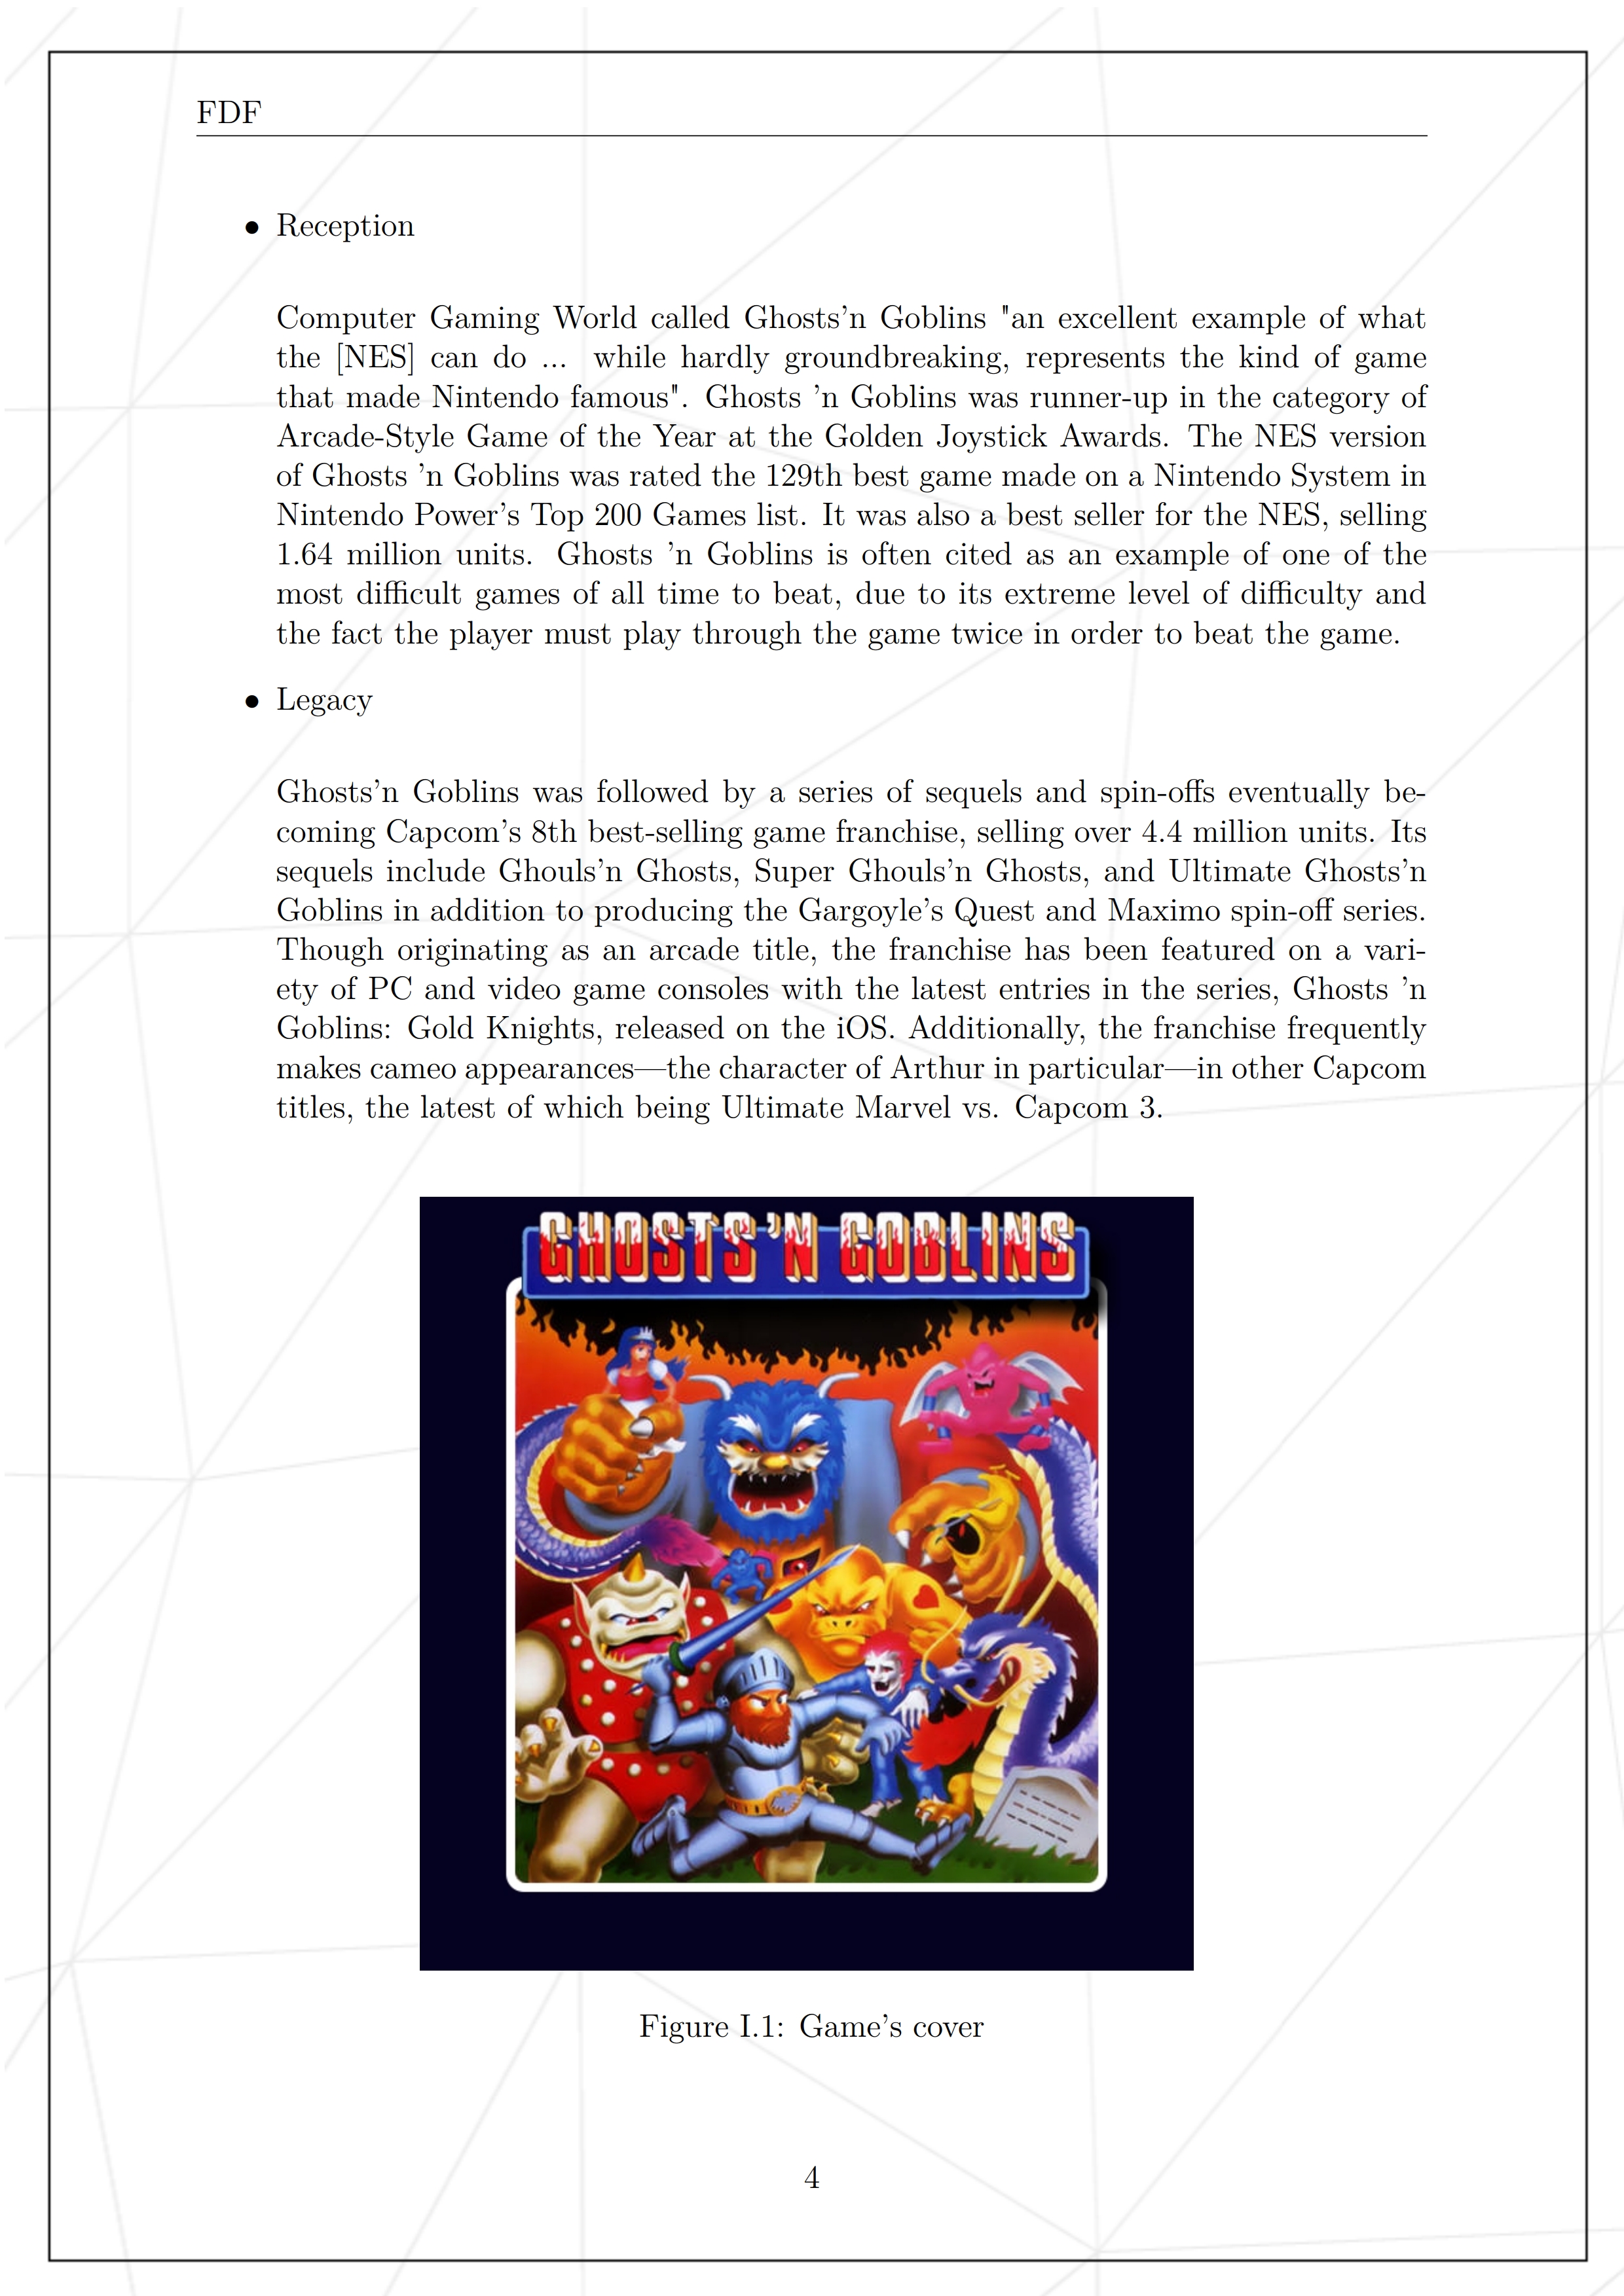 FDF
• Reception
Computer Gaming World called Ghosts'n Goblins "an excellent example of what
the [NES] can do ... while hardly groundbreaking, represents the kind of game
that made Nintendo famous". Ghosts 'n Goblins was runner-up in the category of
Arcade-Style Game of the Year at the Golden Joystick Awards. The NES version
of Ghosts 'n Goblins was rated the 129th best game made on a Nintendo System in
Nintendo Power's Top 200 Games list. It was also a best seller for the NES, selling
1.64 million units. Ghosts 'n Goblins is often cited as an example of one of the
most difficult games of all time to beat, due to its extreme level of difficulty and
the fact the player must play through the game twice in order to beat the game.
• Legacy
Ghosts'n Goblins was followed by a series of sequels and spin-offs eventually be-
coming Capcom's 8th best-selling game franchise, selling over 4.4 million units. Its
sequels include Ghouls'n Ghosts, Super Ghouls'n Ghosts, and Ultimate Ghosts'n
Goblins in addition to producing the Gargoyle's Quest and Maximo spin-off series.
Though originating as an arcade title, the franchise has been featured on a vari-
ety of PC and video game consoles with the latest entries in the series, Ghosts 'n
Goblins: Gold Knights, released on the iOS. Additionally, the franchise frequently
makes cameo appearances—the character of Arthur in particular—in other Capcom
titles, the latest of which being Ultimate Marvel vs. Capcom 3.
GHOSTS'N GOBLINS
Figure I.1: Game's cover
4